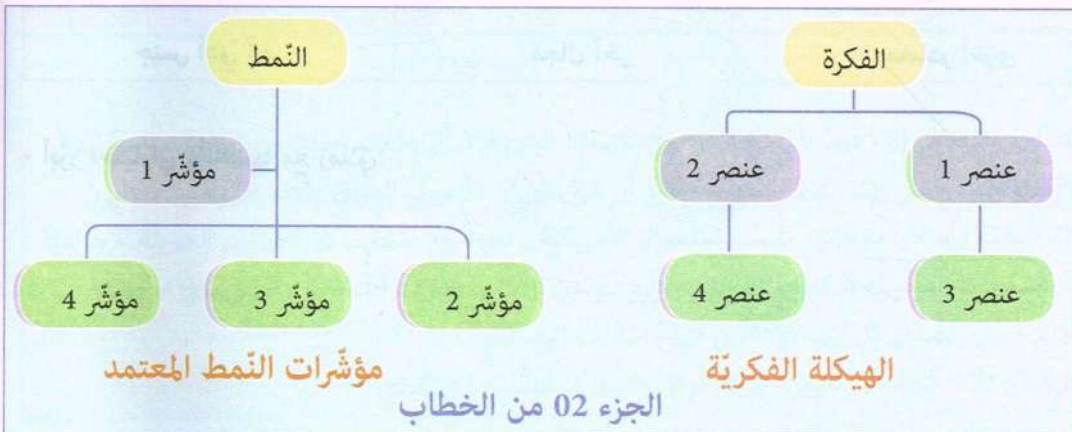 الفكرة
النّمط
عنصر 1
عنصر 2
مؤشّر 1
عنصر 3
عنصر 4
مؤشّر 2
مؤشّر 3
مؤشّر 4
الهيكلة الفكريّة
مؤشّرات النّمط المعتمد
الجزء 02 من الخطاب